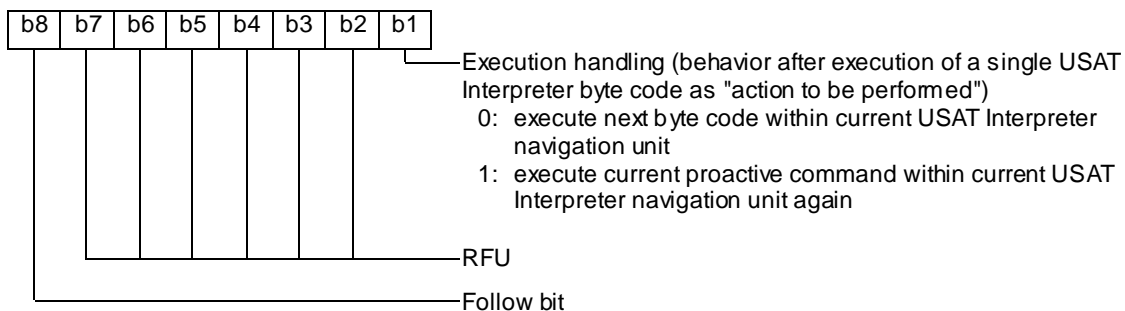 b8 b7 b6 b5 b4 b3 b2 b1
Execution handling (behavior after execution of a single USAT
Interpreter byte code as "action to be performed")
0: execute next byte code within current USAT Interpreter
navigation unit
1: execute current proactive command within current USAT
Interpreter navigation unit again
RFU
Follow bit